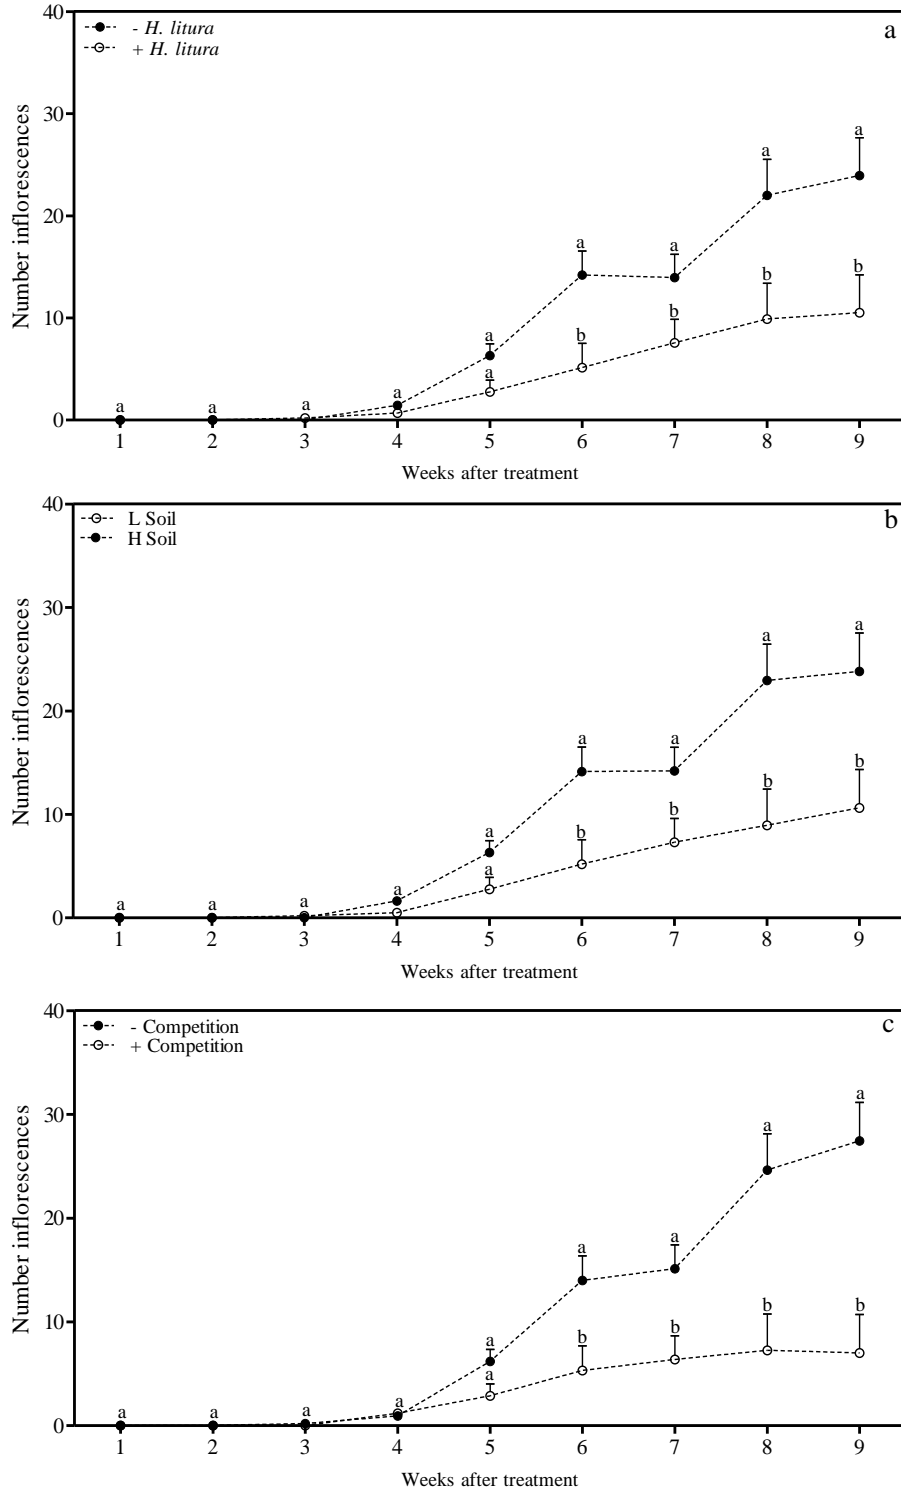 40
a
- H. litura
+ H. litura
30
a
a
Number inflorescences
20
a
a
b
b
10
a
b
b
a
a
a
a
a
0
1 2 3 4 5 6 7 8 9
Weeks after treatment
40
b
L Soil
H Soil
30
a
a
Number inflorescences
20
a
a
b
b
10
a
b
b
a
a
a
a
a
0
1 2 3 4 5 6 7 8 9
Weeks after treatment
40
c
- Competition
+ Competition
30
a
a
Number inflorescences
20
a
a
10
a
b
b
b
b
a
a
a
a
a
0
1 2 3 4 5 6 7 8 9
Weeks after treatment